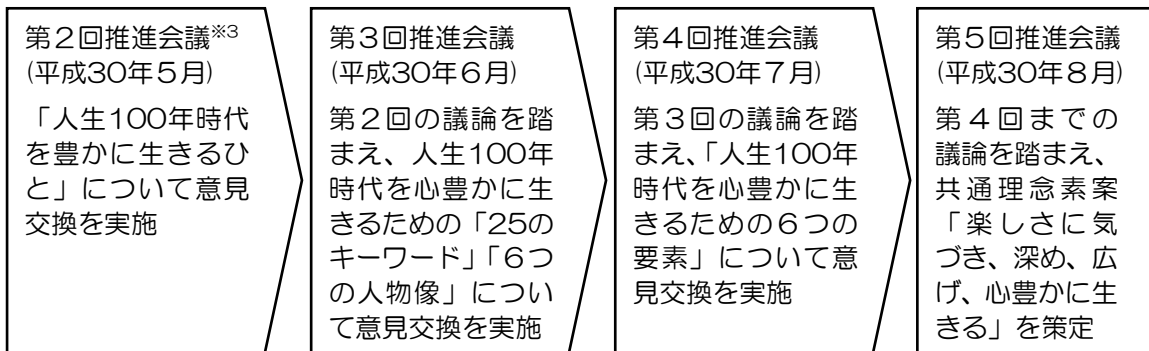 第２回推進会議※3
(平成30年５月)
「人生100年時代
を豊かに生きるひ
と」について意見
交換を実施
第３回推進会議
(平成30年６月)
第２回の議論を踏
まえ、人生100年
時代を心豊かに生
きるための「25の
キーワード」「６つ
の人物像」につい
て意見交換を実施
第４回推進会議
(平成30年７月)
第３回の議論を踏
まえ、「人生100年
時代を心豊かに生
きるための６つの
要素」について意
見交換を実施
第５回推進会議
(平成30年８月)
第４回までの
議論を踏まえ、
共通理念素案
「楽しさに気
づき、深め、広
げ、心豊かに生
きる」を策定